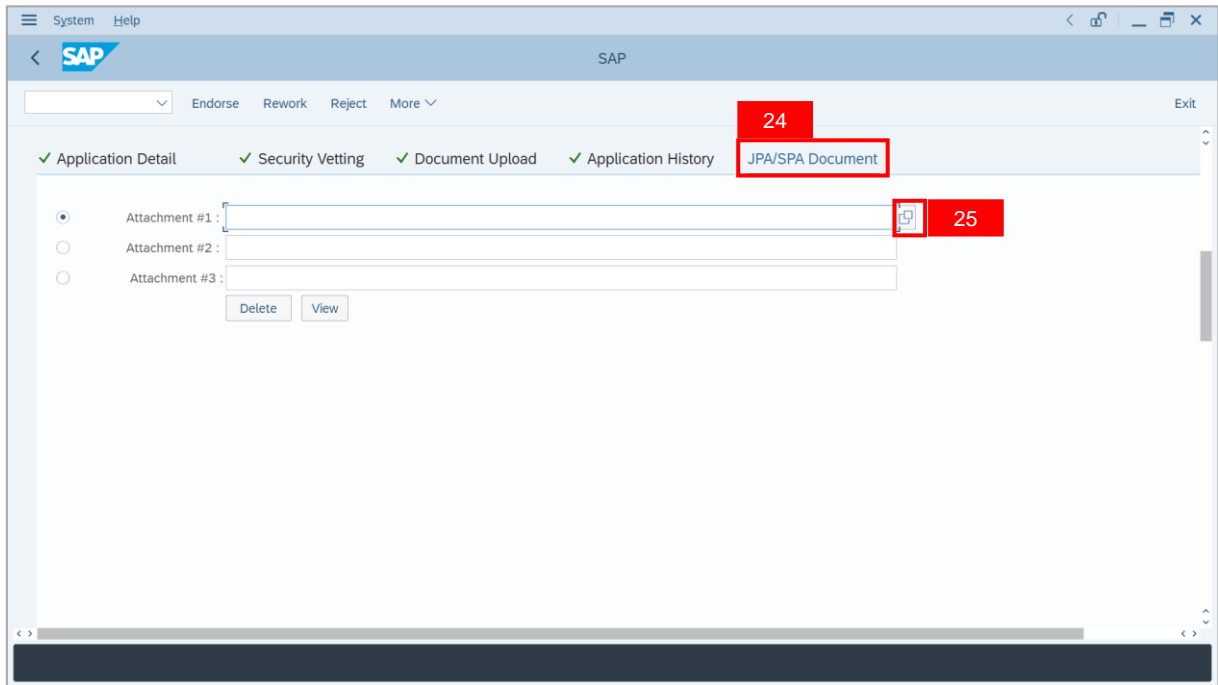 System Help
SAP
SAP
Endorse Rework Reject More Exit
24
Application Detail Security Vetting Document Upload Application History JPA/SPA Document
Attachment #1 : 25
Attachment #2 :
Attachment #3 :
Delete View